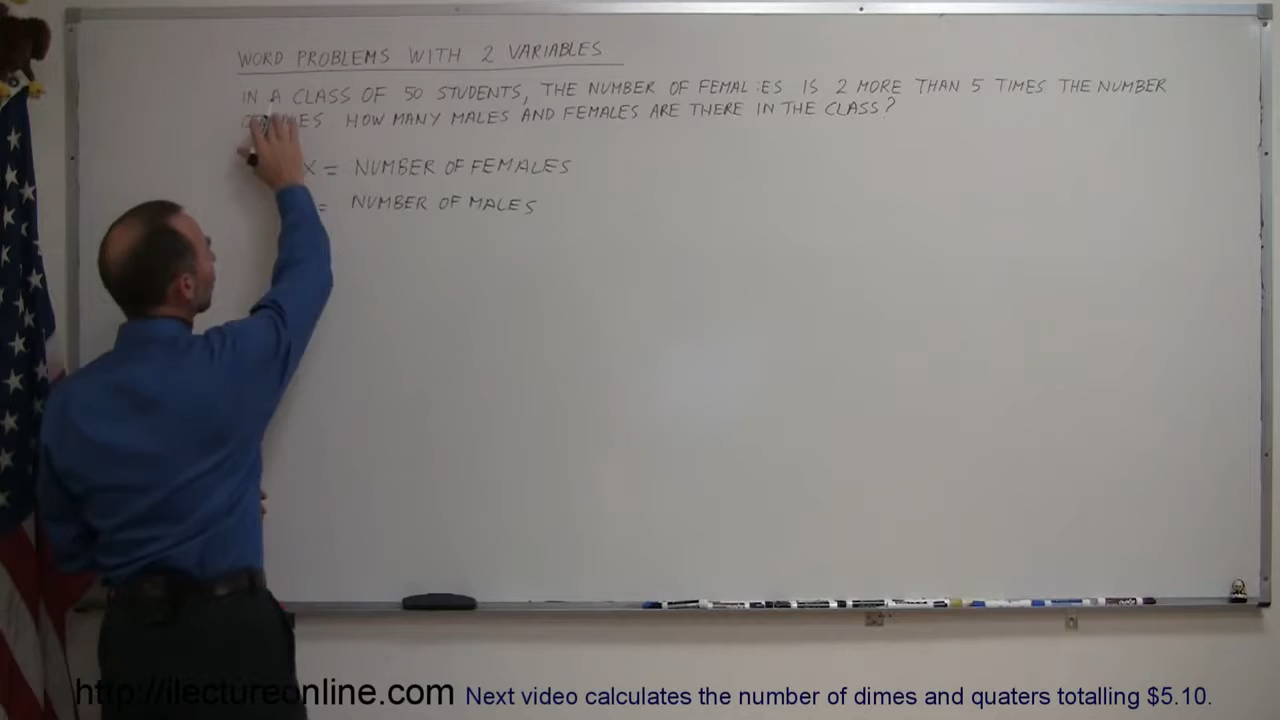 WORD PROBLEMS WITH 2 VARIABLES
IN A CLASS OF 50 STUDENTS, THE NUMBER OF FEMALES IS 2 MORE THAN 5 TIMES THE NUMBER
HOW MANY MALES AND FEMALES ARE THERE IN THE CLASS?
X = NUMBER OF FEMALES
= NUMBER OF MALES
http://ilectureonline.com Next video calculates the number of dimes and quaters totalling $5.10.